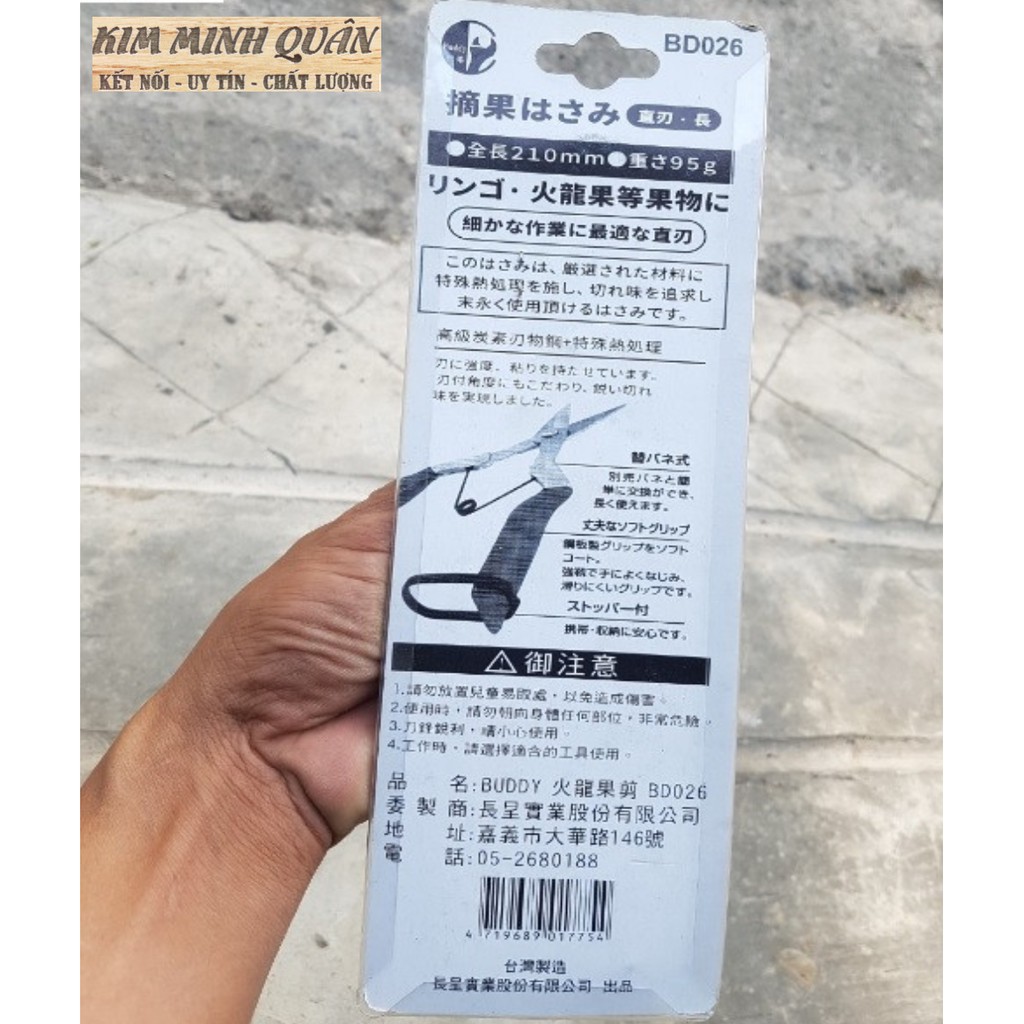 KIM MINH QUÂN
KẾT NỐI - UY TÍN - CHẤT LƯỢNG
Buddy
BD026
摘果はさみ 直刃・長
●全長210mm●重さ95g
リンゴ・火龍果等果物に
細かな作業に最適な直刃
このはさみは、厳選された材料に
特殊熱処理を施し、切れ味を追求し
末永く使用頂けるはさみです。
高級炭素刃物鋼+特殊熱処理
刃に強度、粘りを持たせています。
刃付角度にもこだわり、鋭い切れ
味を実現しました。
替バネ式
別売バネと簡
単に交換ができ、
長く使えます。
丈夫なソフトグリップ
鋼板製グリップをソフト
コート。
強靭で手によくなじみ、
滑りにくいグリップです。
ストッパー付
携帯・収納に安心です。
⚠御注意
1.請勿放置兒童易取處，以免造成傷害。
2.使用時，請勿朝向身體任何部位，非常危險。
3.刀鋒銳利，請小心使用。
4.工作時，請選擇適合的工具使用。
品名:BUDDY 火龍果剪 BD026
委製商:長呈實業股份有限公司
地址:嘉義市大華路146號
電話:05-2680188
4 719689 017754
台灣製造
長呈實業股份有限公司 出品